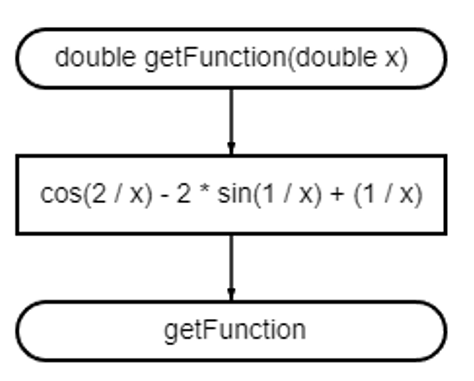 double getFunction(double x)
cos(2 / x) - 2 * sin(1 / x) + (1 / x)
getFunction